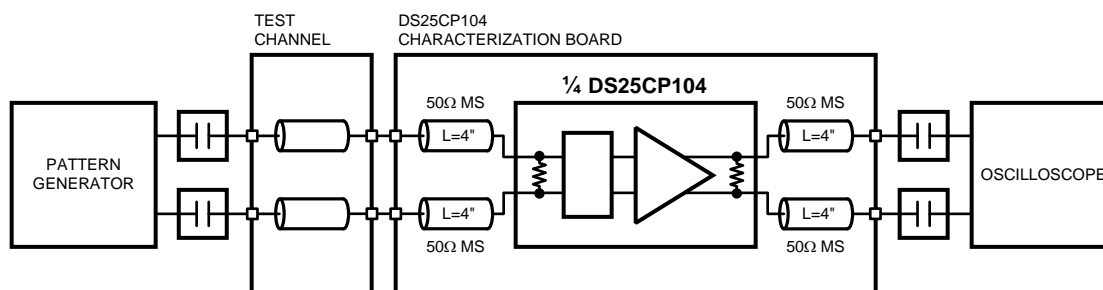 TEST
CHANNEL
DS25CP104
CHARACTERIZATION BOARD
¼ DS25CP104
50Ω MS
50Ω MS
L=4"
L=4"
PATTERN
GENERATOR
OSCILLOSCOPE
L=4"
L=4"
50Ω MS
50Ω MS